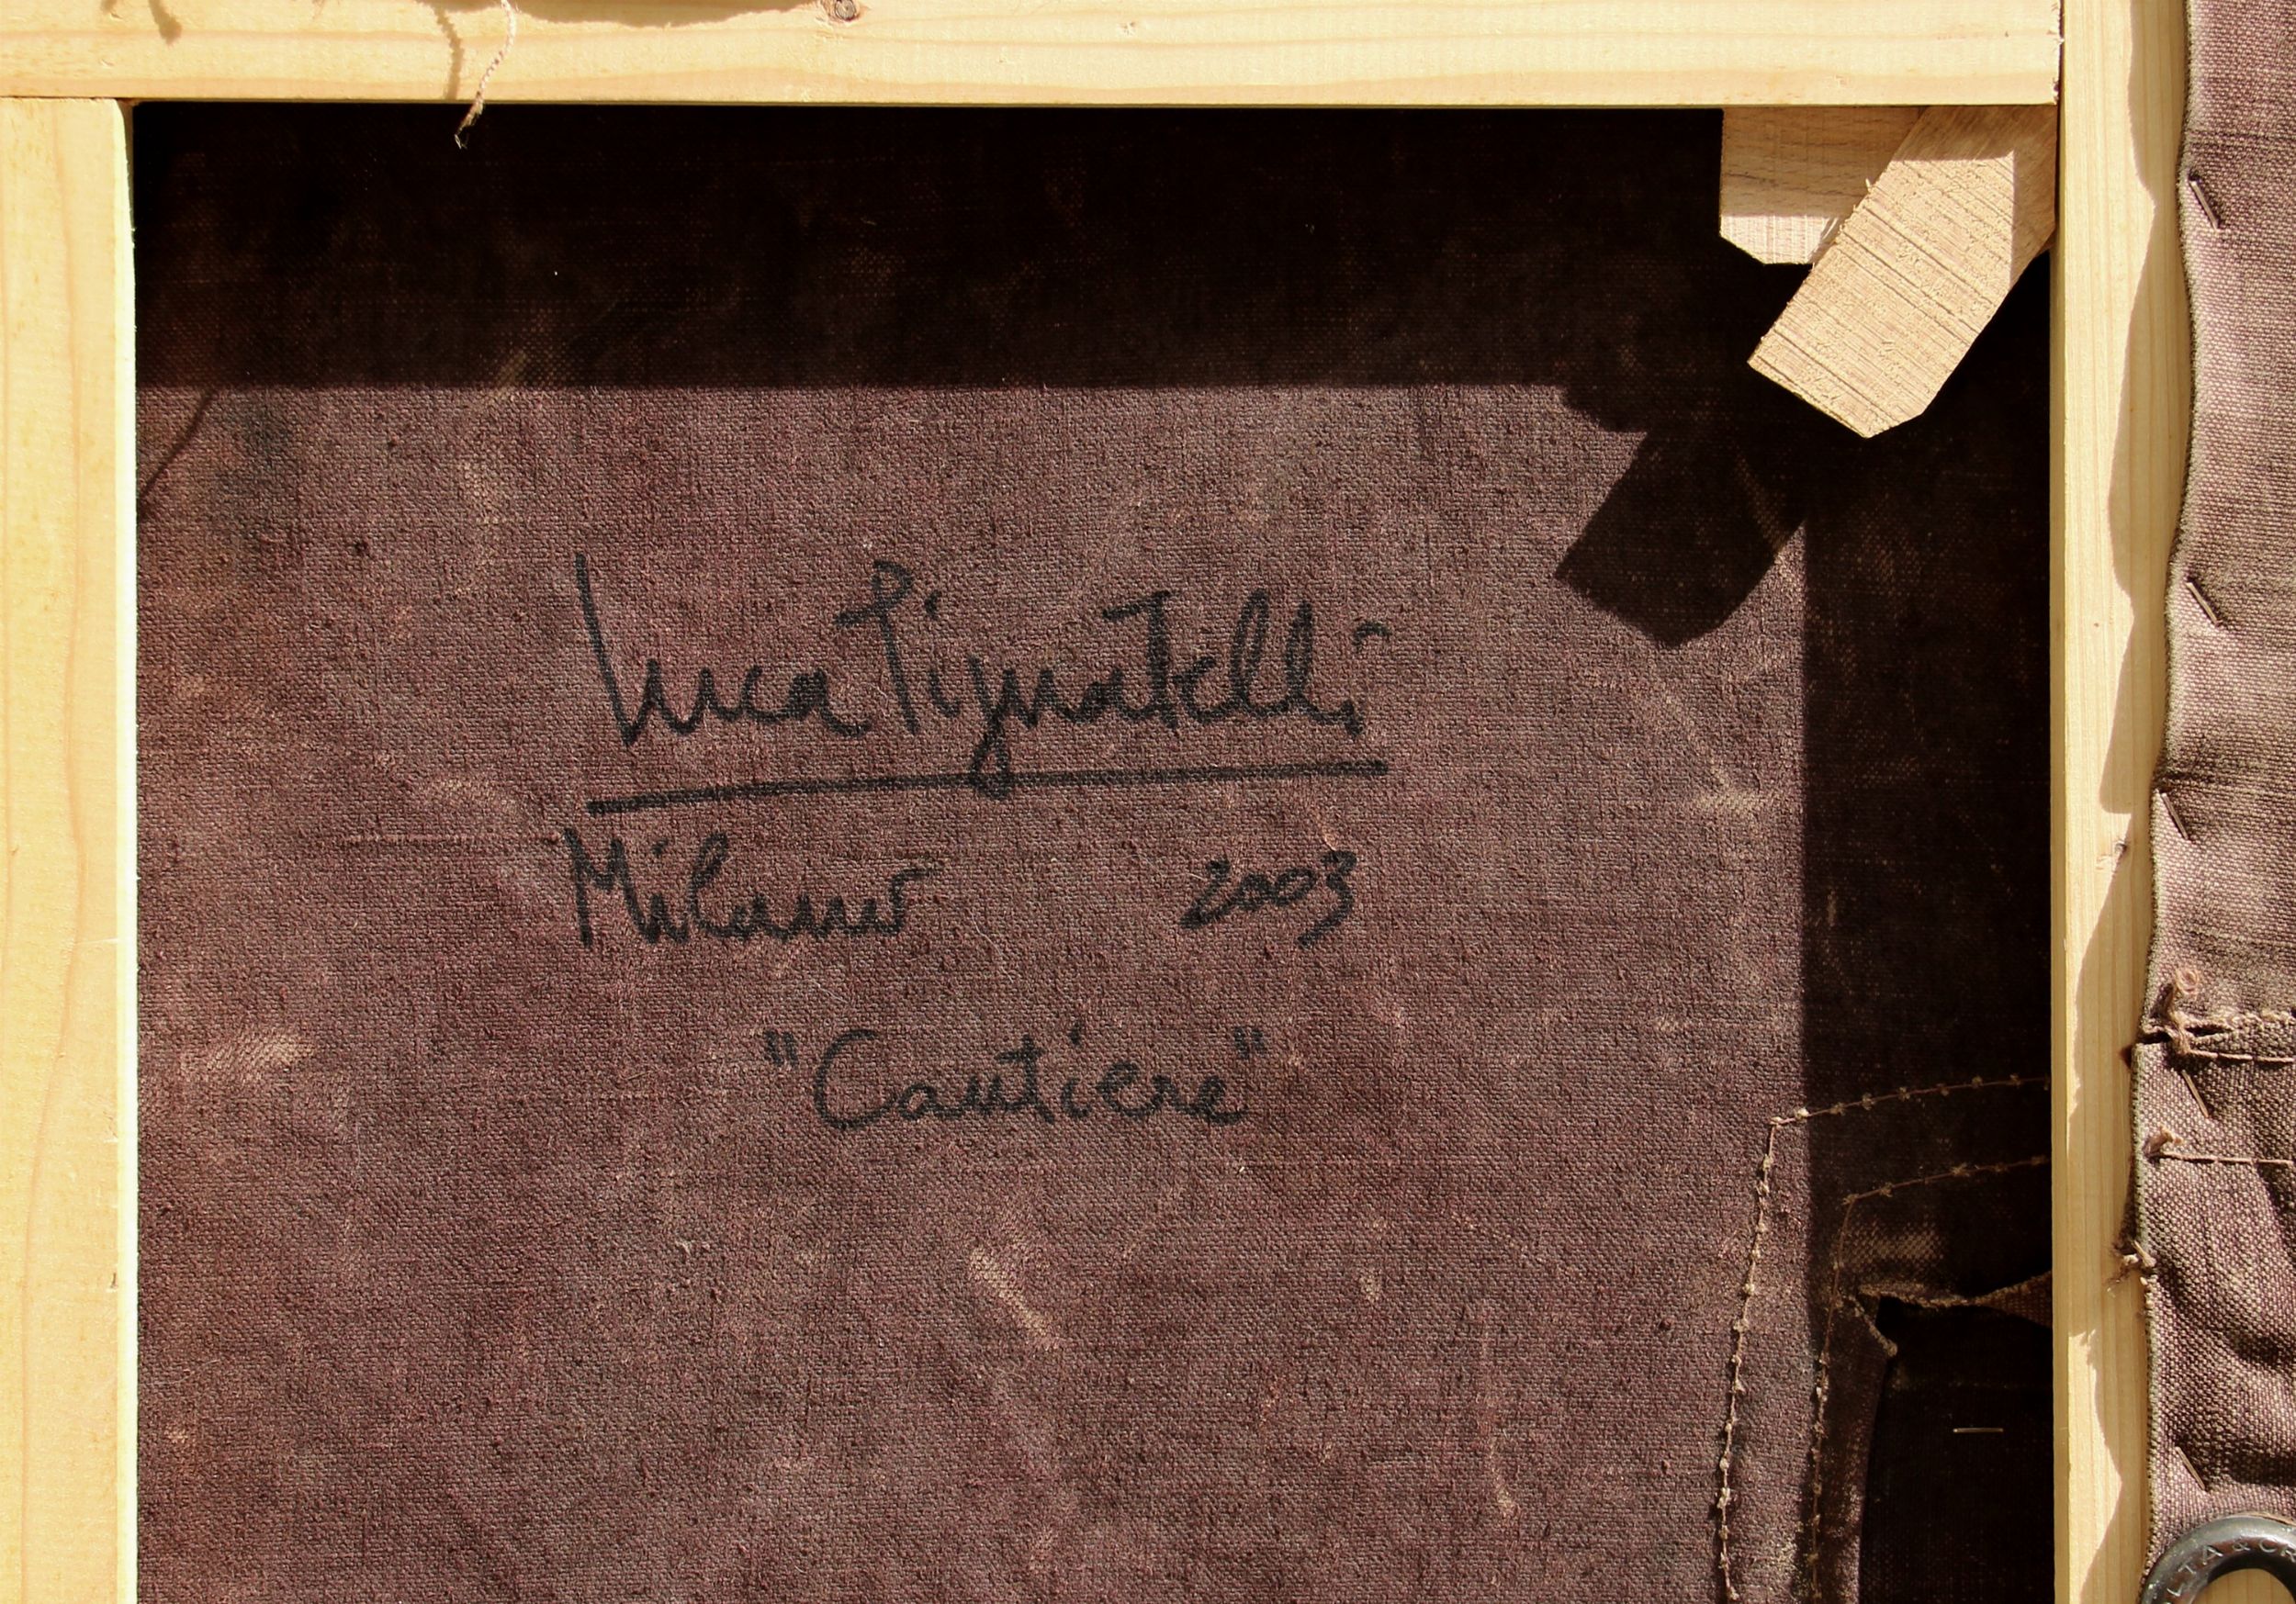 Luca Pignatelli
Milano 2003
"Cantiere"